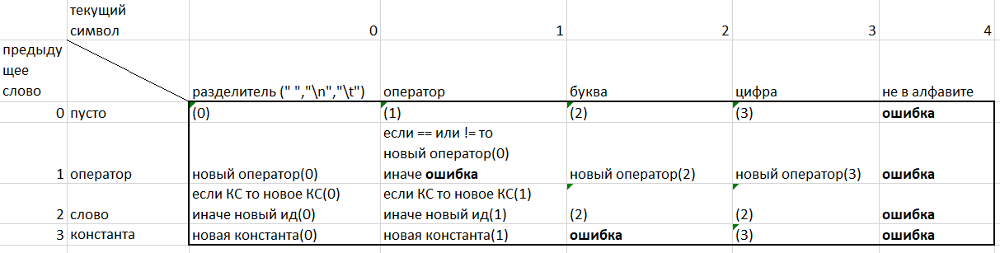 текущий
символ 0 1 2 3 4
предыду
щее
слово разделитель (" ","\n","\t") оператор буква цифра не в алфавите
0 пусто (0) (1) (2) (3) ошибка
если == или != то
новый оператор(0)
1 оператор новый оператор(0) иначе ошибка новый оператор(2) новый оператор(3) ошибка
если КС то новое КС(0) если КС то новое КС(1)
2 слово иначе новый ид(0) иначе новый ид(1) (2) (2) ошибка
3 константа новая константа(0) новая константа(1) ошибка (3) ошибка